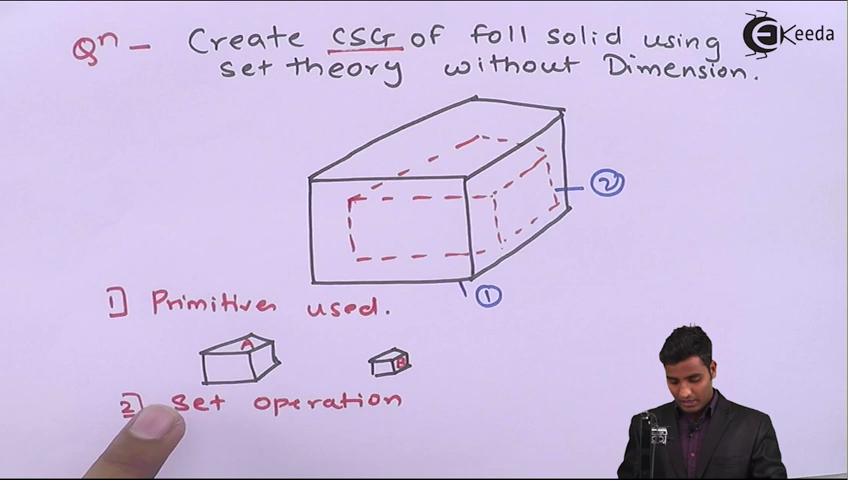 Qn - Create CSG of foll solid using
set theory without Dimension.
Ekeeda
2
1
1] Primitives used.
A
B
2] Set operation